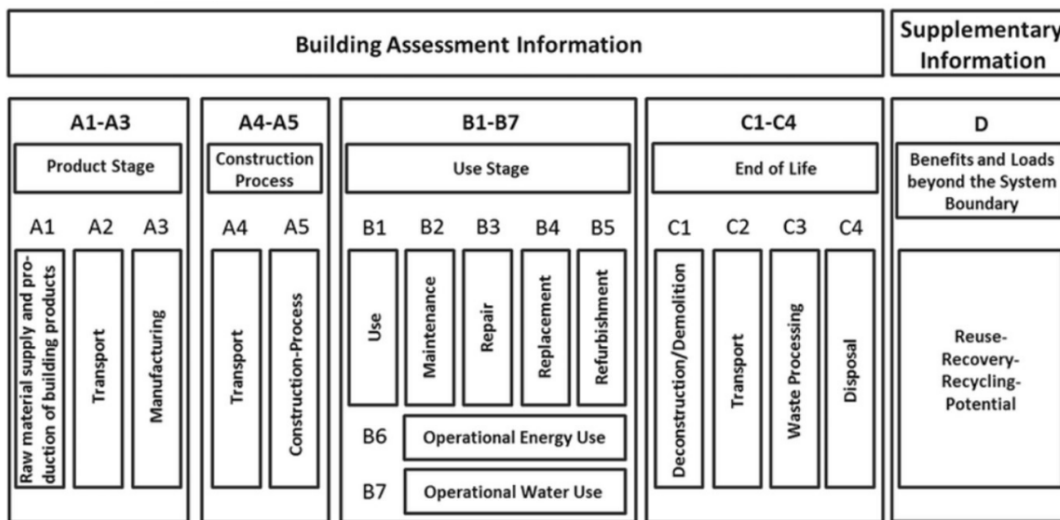 Building Assessment Information
Supplementary
Information
A1-A3
Product Stage
A1
A2
A3
Raw material supply and pro-
duction of building products
Transport
Manufacturing
A4-A5
Construction
Process
A4
A5
Transport
Construction-Process
B1-B7
Use Stage
B1
B2
B3
B4
B5
Use
Maintenance
Repair
Replacement
Refurbishment
B6
Operational Energy Use
B7
Operational Water Use
C1-C4
End of Life
C1
C2
C3
C4
Deconstruction/Demolition
Transport
Waste Processing
Disposal
D
Benefits and Loads
beyond the System
Boundary
Reuse-
Recovery-
Recycling-
Potential